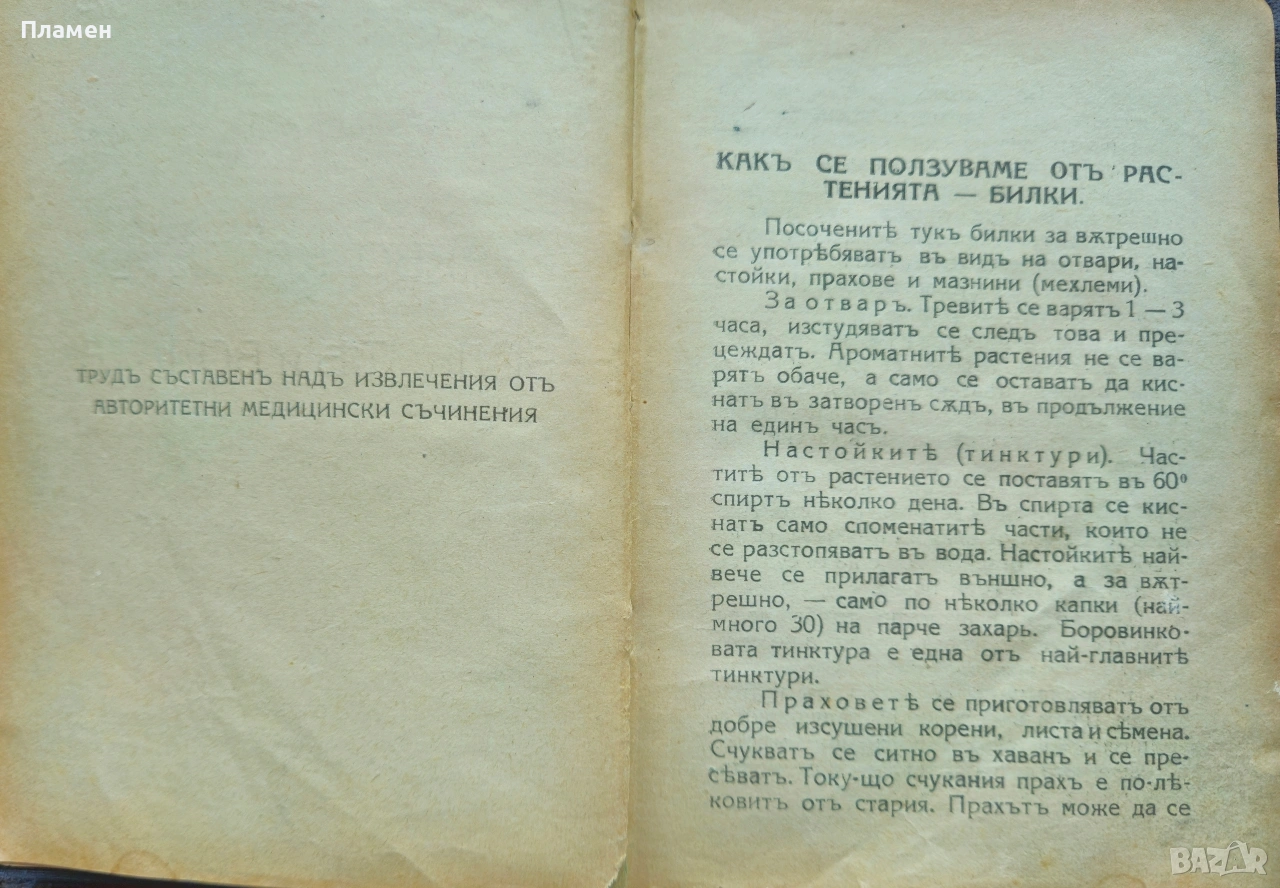 Пламен
ТРУДЪ СЪСТАВЕНЪ НАДЪ ИЗВЛЕЧЕНИЯ ОТЪ
АВТОРИТЕТНИ МЕДИЦИНСКИ СЪЧИНЕНИЯ
КАКЪ СЕ ПОЛЗУВАМЕ ОТЪ РАС-
ТЕНИЯТА — БИЛКИ.
Посоченитѣ тукъ билки за вѫтрешно
се употрѣбяватъ въ видъ на отвари, на-
стойки, прахове и мазнини (мехлеми).
За отваръ. Тревитѣ се варятъ 1 — 3
часа, изстудяватъ се следъ това и пре-
цеждатъ. Ароматнитѣ растения не се ва-
рятъ обаче, а само се оставатъ да кис-
натъ въ затворенъ сѫдъ, въ продължение
на единъ часъ.
Настойкитѣ (тинктури). Час-
титѣ отъ растението се поставятъ въ 60°
спиртъ нѣколко дена. Въ спирта се кис-
натъ само споменатитѣ части, които не
се разстопяватъ въ вода. Настойкитѣ най-
вече се прилагатъ външно, а за вѫт-
решно, — само по нѣколко капки (най-
много 30) на парче захарь. Боровинко-
вата тинктура е една отъ най-главнитѣ
тинктури.
Праховетѣ се приготовляватъ отъ
добре изсушени корени, листа и сѣмена.
Счукватъ се ситно въ хаванъ и се пре-
сѣватъ. Току-що счукания прахъ е по-лѣ-
ковитъ отъ стария. Прахътъ може да се
BAZAR